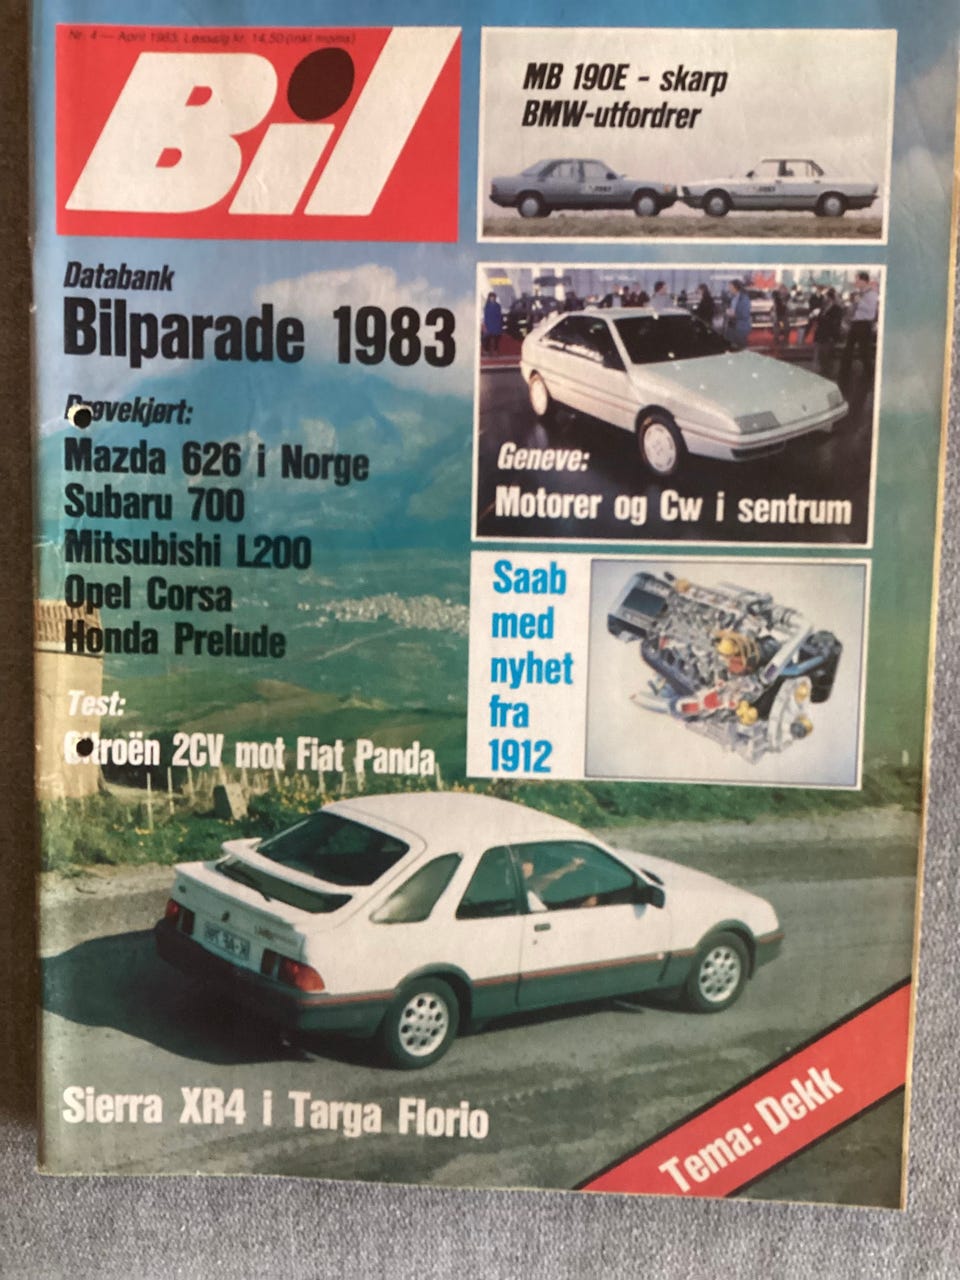 Nr. 4 — April 1983. Løssalg kr. 14,50 (inkl moms)
Bil
MB 190E - skarp
BMW-utfordrer
Databank
Bilparade 1983
Prøvekjørt:
Mazda 626 i Norge
Subaru 700
Mitsubishi L200
Opel Corsa
Honda Prelude
Test:
Citroën 2CV mot Fiat Panda
Geneve:
Motorer og Cw i sentrum
Saab
med
nyhet
fra
1912
Sierra XR4 i Targa Florio
Tema: Dekk